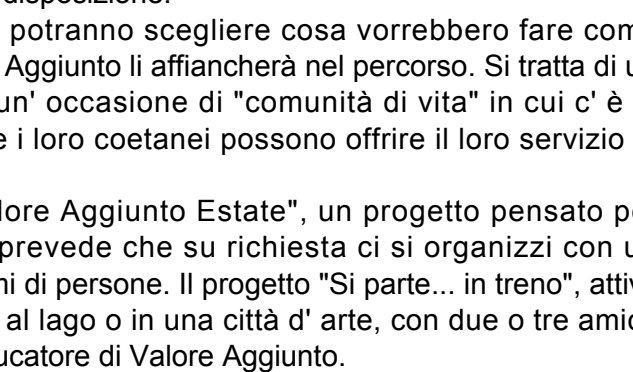 disposizione.
potranno scegliere cosa vorrebbero fare com
Aggiunto li affiancherà nel percorso. Si tratta di u
un' occasione di "comunità di vita" in cui c' è
e i loro coetanei possono offrire il loro servizio
lore Aggiunto Estate", un progetto pensato pe
prevede che su richiesta ci si organizzi con u
ni di persone. Il progetto "Si parte... in treno", attiv
al lago o in una città d' arte, con due o tre amic
ucatore di Valore Aggiunto.